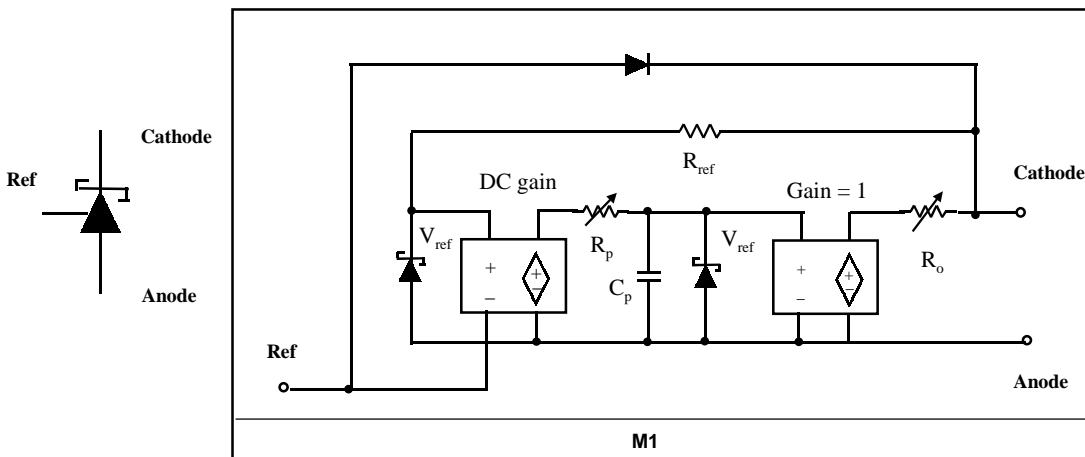 Cathode
Ref
Anode
R_ref
DC gain
Gain = 1
Cathode
V_ref
R_p
V_ref
R_o
+
−
+
−
C_p
+
−
+
−
Ref
Anode
M1